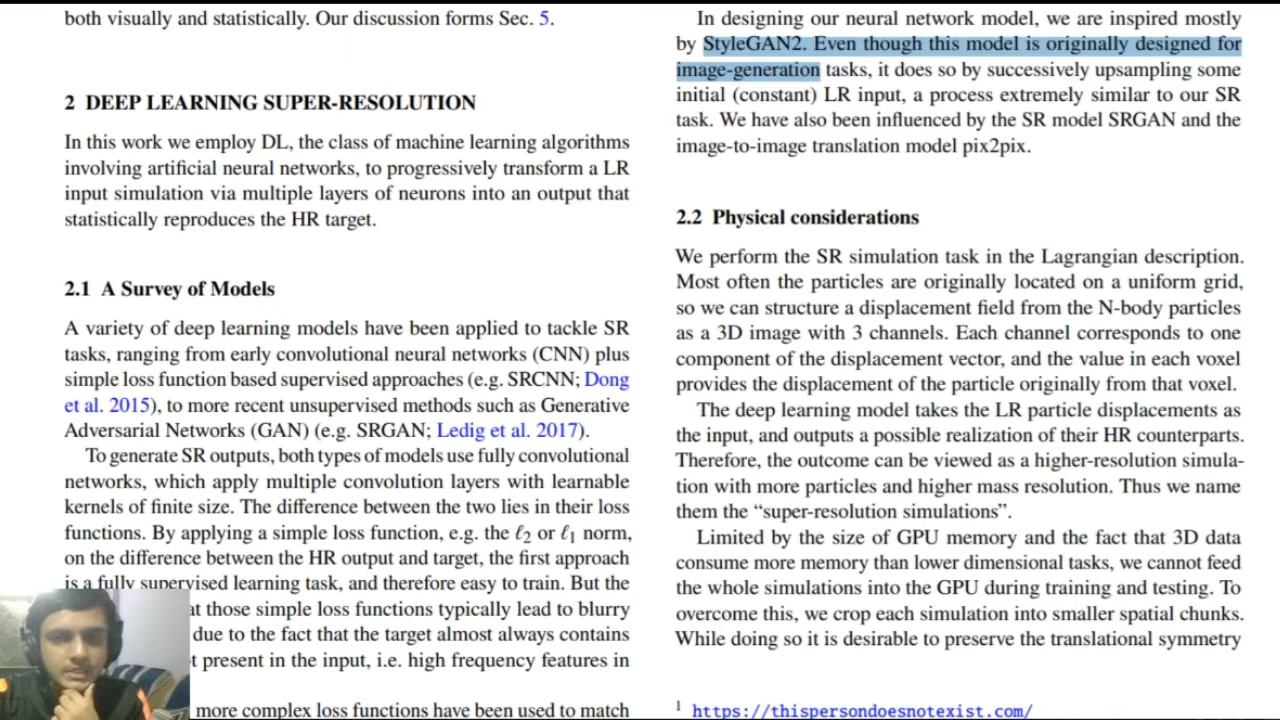 both visually and statistically. Our discussion forms Sec. 5.
2 DEEP LEARNING SUPER-RESOLUTION
In this work we employ DL, the class of machine learning algorithms
involving artificial neural networks, to progressively transform a LR
input simulation via multiple layers of neurons into an output that
statistically reproduces the HR target.
2.1 A Survey of Models
A variety of deep learning models have been applied to tackle SR
tasks, ranging from early convolutional neural networks (CNN) plus
simple loss function based supervised approaches (e.g. SRCNN; Dong
et al. 2015), to more recent unsupervised methods such as Generative
Adversarial Networks (GAN) (e.g. SRGAN; Ledig et al. 2017).
To generate SR outputs, both types of models use fully convolutional
networks, which apply multiple convolution layers with learnable
kernels of finite size. The difference between the two lies in their loss
functions. By applying a simple loss function, e.g. the ℓ2 or ℓ1 norm,
on the difference between the HR output and target, the first approach
is a fully supervised learning task, and therefore easy to train. But the
those simple loss functions typically lead to blurry
due to the fact that the target almost always contains
present in the input, i.e. high frequency features in
more complex loss functions have been used to match
In designing our neural network model, we are inspired mostly
by StyleGAN2. Even though this model is originally designed for
image-generation tasks, it does so by successively upsampling some
initial (constant) LR input, a process extremely similar to our SR
task. We have also been influenced by the SR model SRGAN and the
image-to-image translation model pix2pix.
2.2 Physical considerations
We perform the SR simulation task in the Lagrangian description.
Most often the particles are originally located on a uniform grid,
so we can structure a displacement field from the N-body particles
as a 3D image with 3 channels. Each channel corresponds to one
component of the displacement vector, and the value in each voxel
provides the displacement of the particle originally from that voxel.
The deep learning model takes the LR particle displacements as
the input, and outputs a possible realization of their HR counterparts.
Therefore, the outcome can be viewed as a higher-resolution simula-
tion with more particles and higher mass resolution. Thus we name
them the “super-resolution simulations”.
Limited by the size of GPU memory and the fact that 3D data
consume more memory than lower dimensional tasks, we cannot feed
the whole simulations into the GPU during training and testing. To
overcome this, we crop each simulation into smaller spatial chunks.
While doing so it is desirable to preserve the translational symmetry
1 https://thispersondoesnotexist.com/